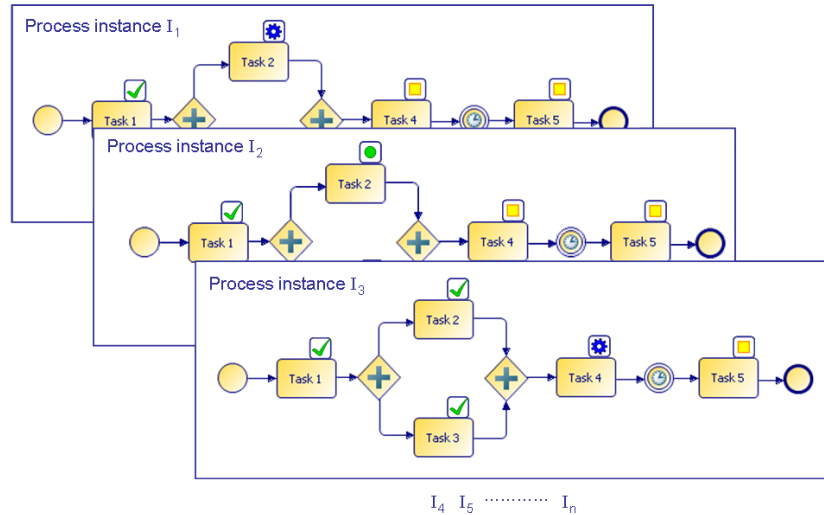 Process instance I1
Task 2
Task 1
Task 4
Task 5
Process instance I2
Task 2
Task 1
Task 4
Task 5
Process instance I3
Task 2
Task 1
Task 4
Task 5
Task 3
I4 I5 ············ In